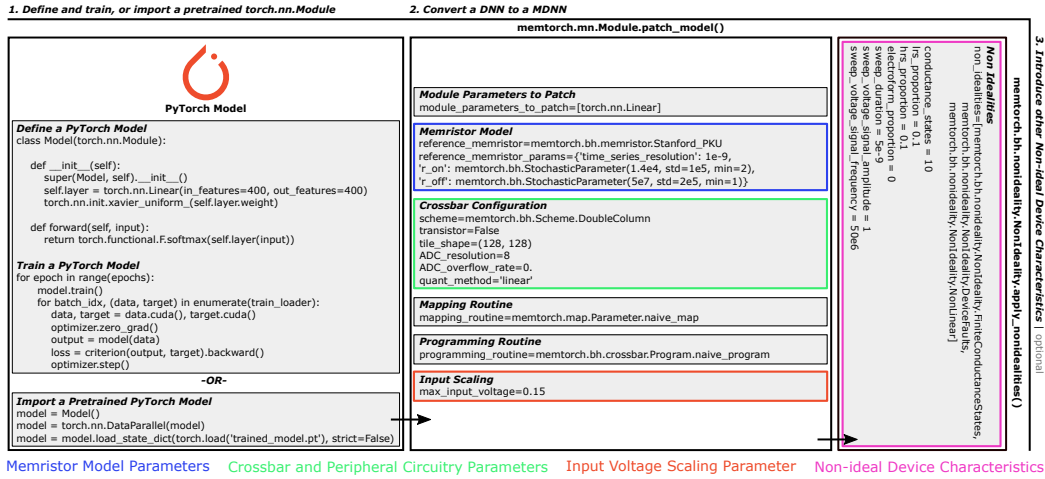 1. Define and train, or import a pretrained torch.nn.Module
2. Convert a DNN to a MDNN
memtorch.mn.Module.patch_model()
PyTorch Model
Define a PyTorch Model
class Model(torch.nn.Module):
def __init__(self):
super(Model, self).__init__()
self.layer = torch.nn.Linear(in_features=400, out_features=400)
torch.nn.init.xavier_uniform_(self.layer.weight)
def forward(self, input):
return torch.functional.F.softmax(self.layer(input))
Train a PyTorch Model
for epoch in range(epochs):
model.train()
for batch_idx, (data, target) in enumerate(train_loader):
data, target = data.cuda(), target.cuda()
optimizer.zero_grad()
output = model(data)
loss = criterion(output, target).backward()
optimizer.step()
-OR-
Import a Pretrained PyTorch Model
model = Model()
model = torch.nn.DataParallel(model)
model = model.load_state_dict(torch.load('trained_model.pt'), strict=False)
Module Parameters to Patch
module_parameters_to_patch=[torch.nn.Linear]
Memristor Model
reference_memristor=memtorch.bh.memristor.Stanford_PKU
reference_memristor_params={'time_series_resolution': 1e-9,
'r_on': memtorch.bh.StochasticParameter(1.4e4, std=1e5, min=2),
'r_off': memtorch.bh.StochasticParameter(5e7, std=2e5, min=1)}
Crossbar Configuration
scheme=memtorch.bh.Scheme.DoubleColumn
transistor=False
tile_shape=(128, 128)
ADC_resolution=8
ADC_overflow_rate=0.
quant_method='linear'
Mapping Routine
mapping_routine=memtorch.map.Parameter.naive_map
Programming Routine
programming_routine=memtorch.bh.crossbar.Program.naive_program
Input Scaling
max_input_voltage=0.15
3. Introduce other Non-ideal Device Characteristics | optional
memtorch.bh.nonideality.NonIdeality.apply_nonidealities()
Non Idealities
non_idealities=[memtorch.bh.nonideality.NonIdeality.FiniteConductanceStates,
memtorch.bh.nonideality.NonIdeality.DeviceFaults,
memtorch.bh.nonideality.NonIdeality.NonLinear]
conductance_states = 10
lrs_proportion = 0.1
hrs_proportion = 0.1
electroform_proportion = 0
sweep_duration = 5e-9
sweep_voltage_signal_amplitude = 1
sweep_voltage_signal_frequency = 50e6
Memristor Model Parameters
Crossbar and Peripheral Circuitry Parameters
Input Voltage Scaling Parameter
Non-ideal Device Characteristics